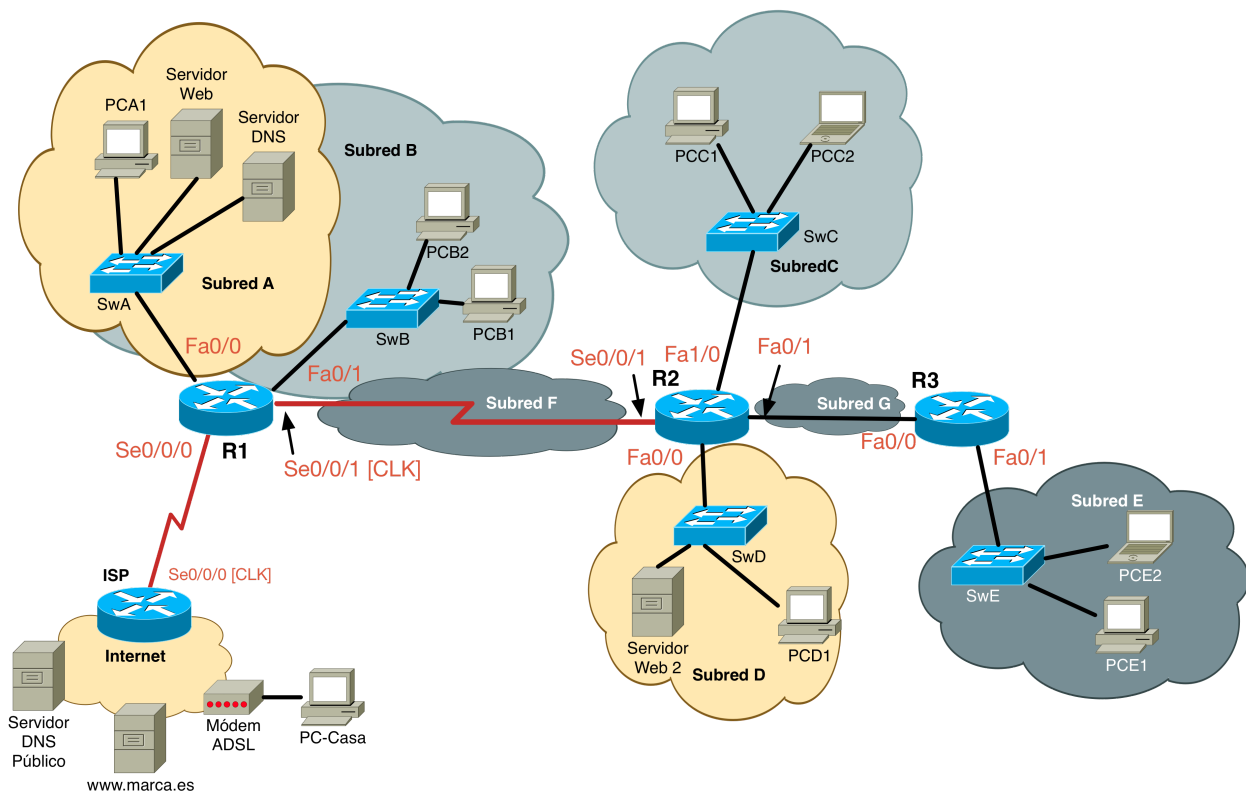 Servidor
Web
PCA1
Servidor
DNS
Subred B
PCB2
Subred A
SwA
SwB
PCB1
Fa0/0
Fa0/1
R1
Se0/0/0
Se0/0/1 [CLK]
Subred F
Se0/0/1
PCC1
PCC2
SwC
SubredC
Fa1/0
Fa0/1
R2
R3
Subred G
Fa0/0
Fa0/0
Fa0/1
SwD
Servidor
Web 2
PCD1
Subred D
Subred E
PCE2
SwE
PCE1
ISP
Se0/0/0 [CLK]
Internet
Servidor
DNS
Público
Módem
ADSL
PC-Casa
www.marca.es